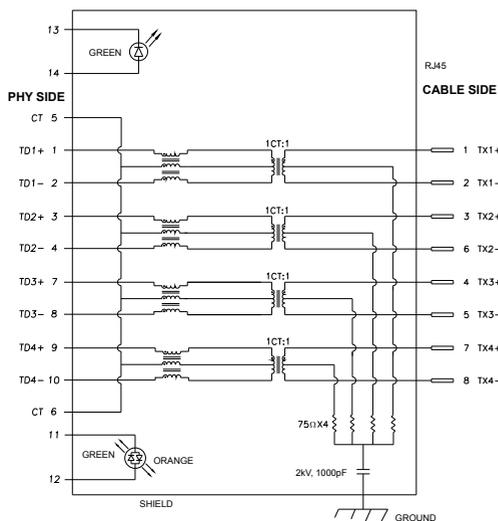 13
GREEN
14
RJ45
PHY SIDE
CABLE SIDE
CT 5
1CT:1
TD1+ 1
1 TX1+
TD1- 2
2 TX1-
1CT:1
TD2+ 3
3 TX2+
TD2- 4
6 TX2-
1CT:1
TD3+ 7
4 TX3+
TD3- 8
5 TX3-
1CT:1
TD4+ 9
7 TX4+
TD4- 10
8 TX4-
CT 6
75ΩX4
11
GREEN
ORANGE
12
2kV, 1000pF
SHIELD
GROUND